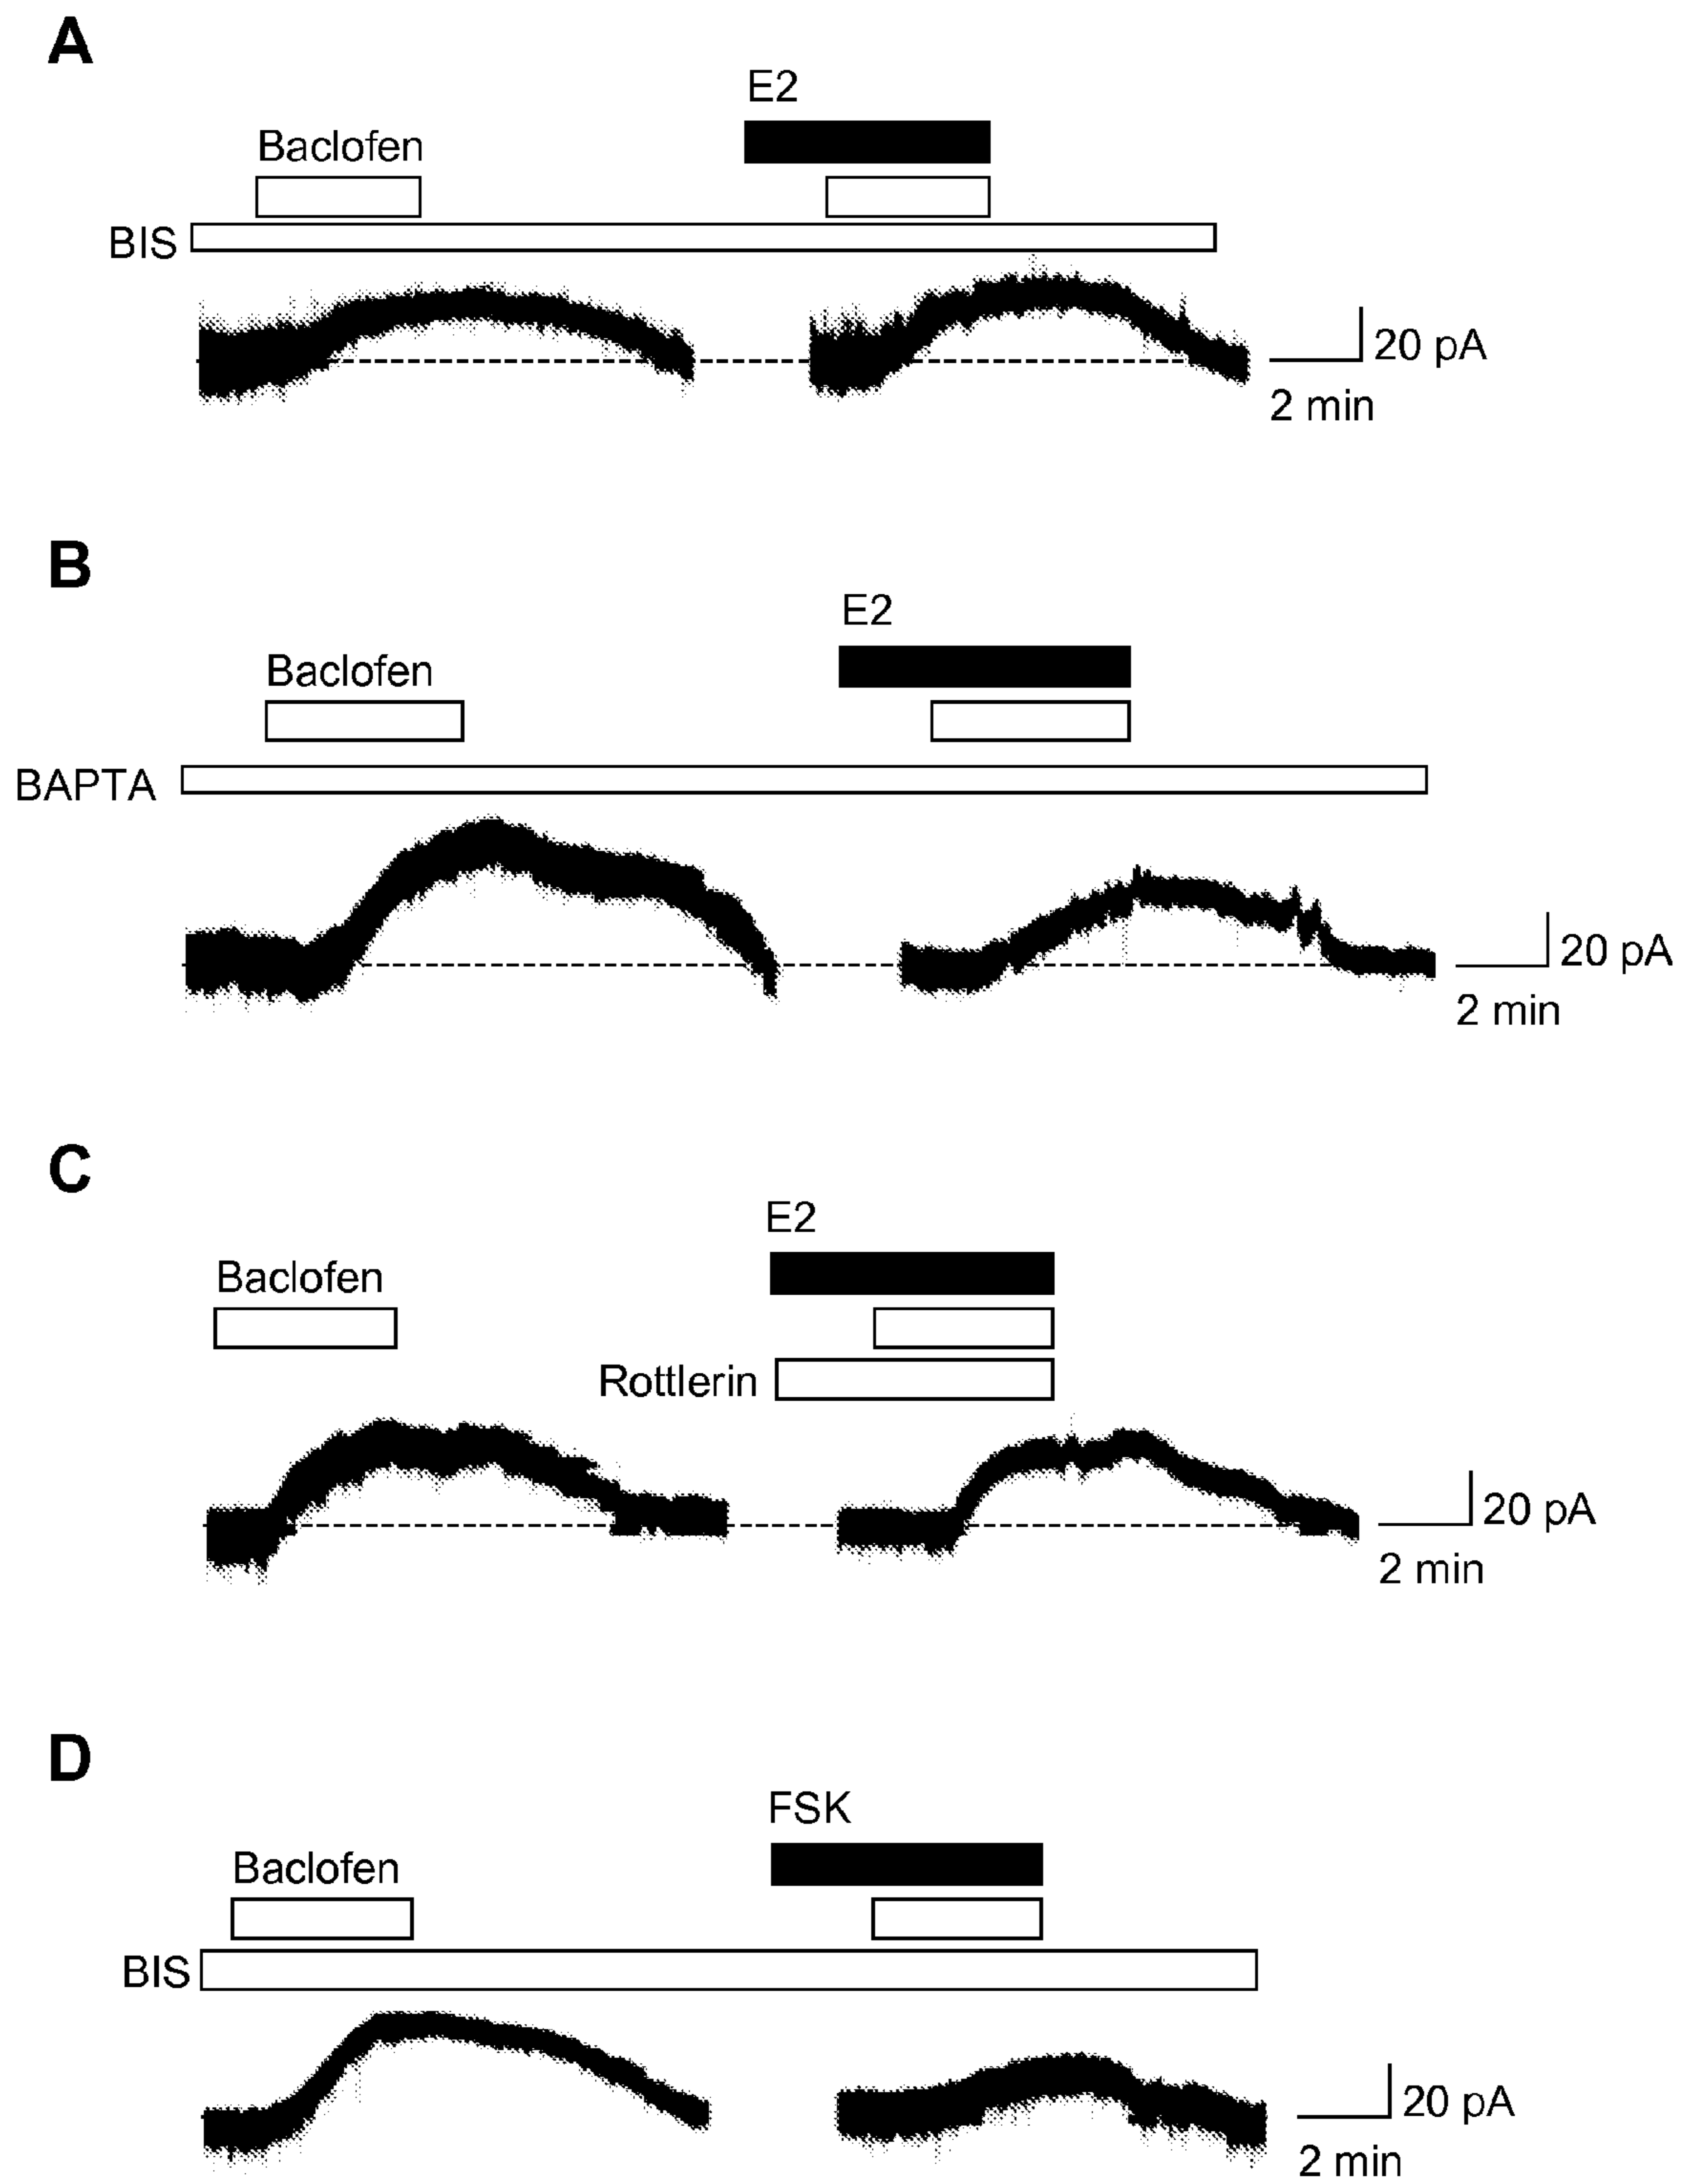 A
E2
Baclofen
BIS
20 pA
2 min
B
E2
Baclofen
BAPTA
20 pA
2 min
C
E2
Baclofen
Rottlerin
20 pA
2 min
D
FSK
Baclofen
BIS
20 pA
2 min